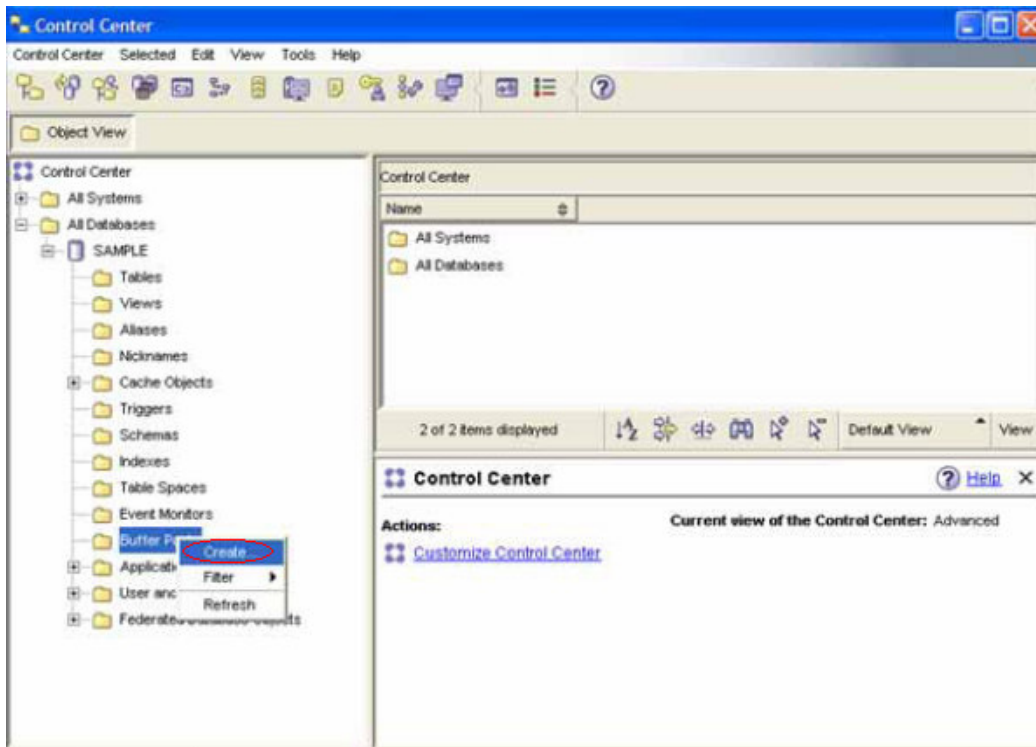 Control Center
Control Center Selected Edit View Tools Help
Object View
Control Center
All Systems
All Databases
SAMPLE
Tables
Views
Aliases
Nicknames
Cache Objects
Triggers
Schemas
Indexes
Table Spaces
Event Monitors
Create
Filter
Refresh
User and
Control Center
Name
All Systems
All Databases
2 of 2 items displayed
Default View
View
Control Center
Help
Actions:
Current view of the Control Center: Advanced
Customize Control Center